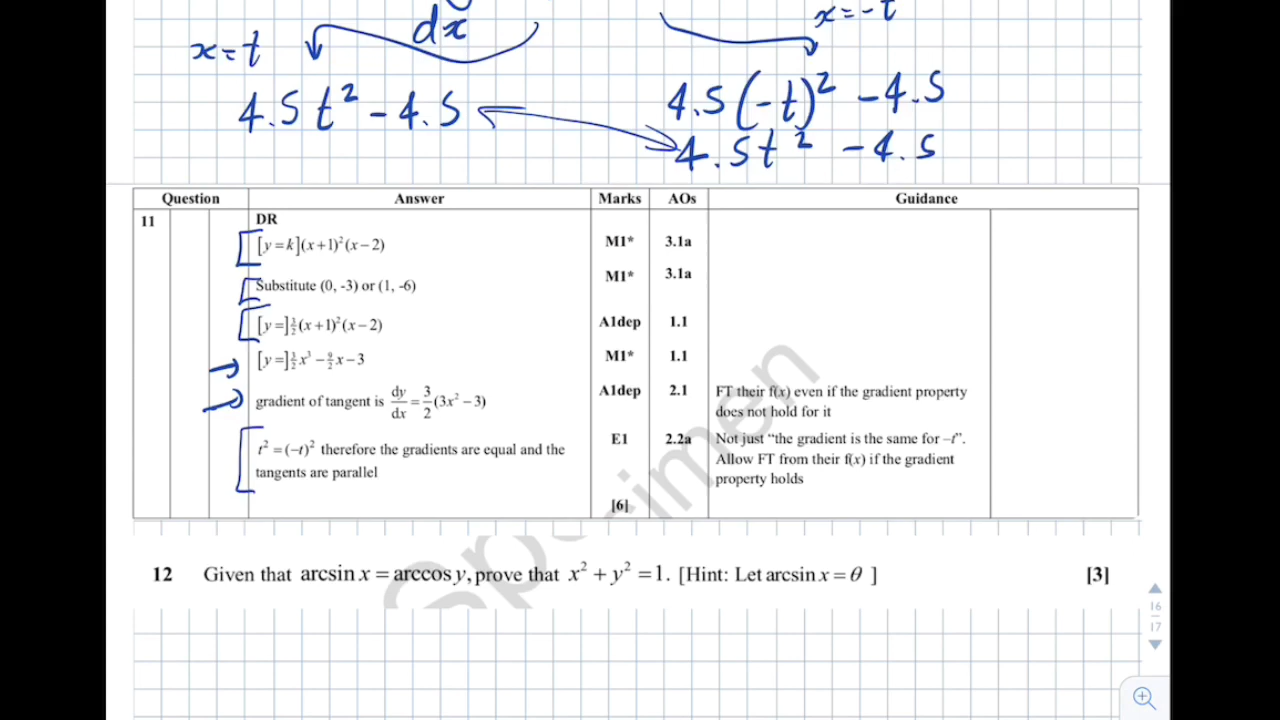 dx
x = -t
x = t
4.5t² - 4.5
4.5(-t)² - 4.5
4.5t² - 4.5
Question Answer Marks AOs Guidance
11 DR
[y = k](x+1)²(x−2) M1* 3.1a
Substitute (0, -3) or (1, -6) M1* 3.1a
[y =]3/2(x+1)²(x−2) A1dep 1.1
[y =]3/2x³ − 9/2x − 3 M1* 1.1
gradient of tangent is dy/dx = 3/2(3x² − 3) A1dep 2.1 FT their f(x) even if the gradient property
does not hold for it
t² = (−t)² therefore the gradients are equal and the E1 2.2a Not just “the gradient is the same for –t”.
tangents are parallel Allow FT from their f(x) if the gradient
property holds
[6]
Specimen
12 Given that arcsin x = arccos y, prove that x² + y² = 1. [Hint: Let arcsin x = θ ] [3]
16
17